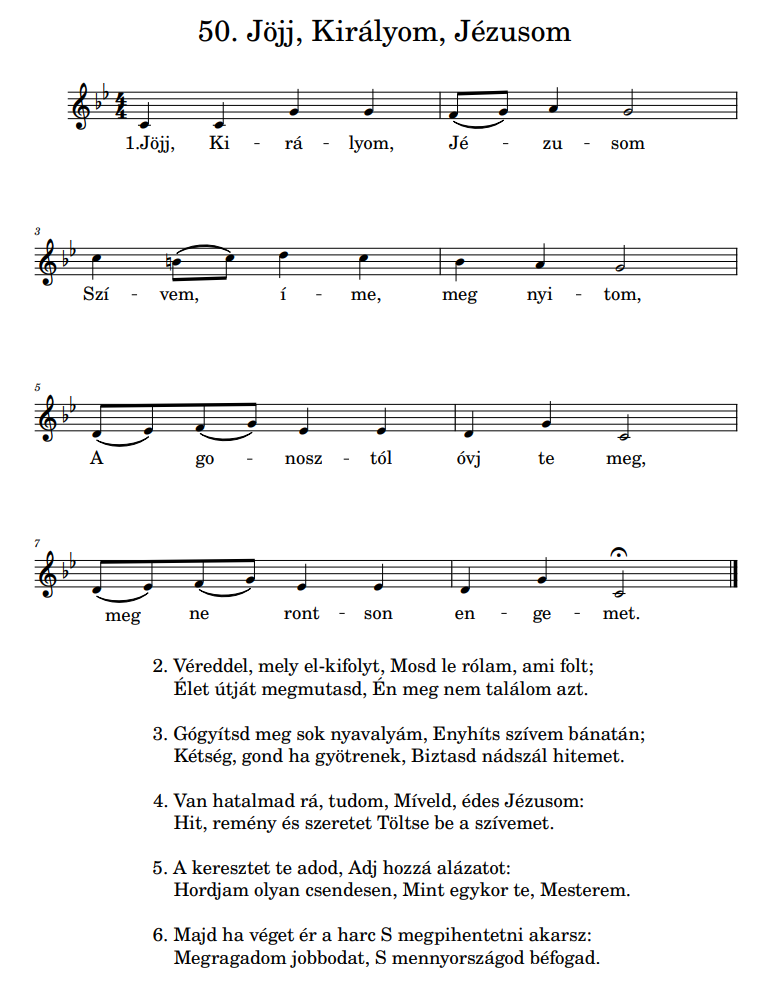 50. Jöjj, Királyom, Jézusom
4
4
1.Jöjj, Ki - rá - lyom, Jé - zu - som
3
Szí - vem, í - me, meg nyi - tom,
5
A go - nosz - tól óvj te meg,
7
meg ne ront - son en - ge - met.
2. Véreddel, mely el-kifolyt, Mosd le rólam, ami folt;
Élet útját megmutasd, Én meg nem találom azt.
3. Gógyítsd meg sok nyavalyám, Enyhíts szívem bánatán;
Kétség, gond ha gyötrenek, Biztasd nádszál hitemet.
4. Van hatalmad rá, tudom, Míveld, édes Jézusom:
Hit, remény és szeretet Töltse be a szívemet.
5. A keresztet te adod, Adj hozzá alázatot:
Hordjam olyan csendesen, Mint egykor te, Mesterem.
6. Majd ha véget ér a harc S megpihentetni akarsz:
Megragadom jobbodat, S mennyországod béfogad.